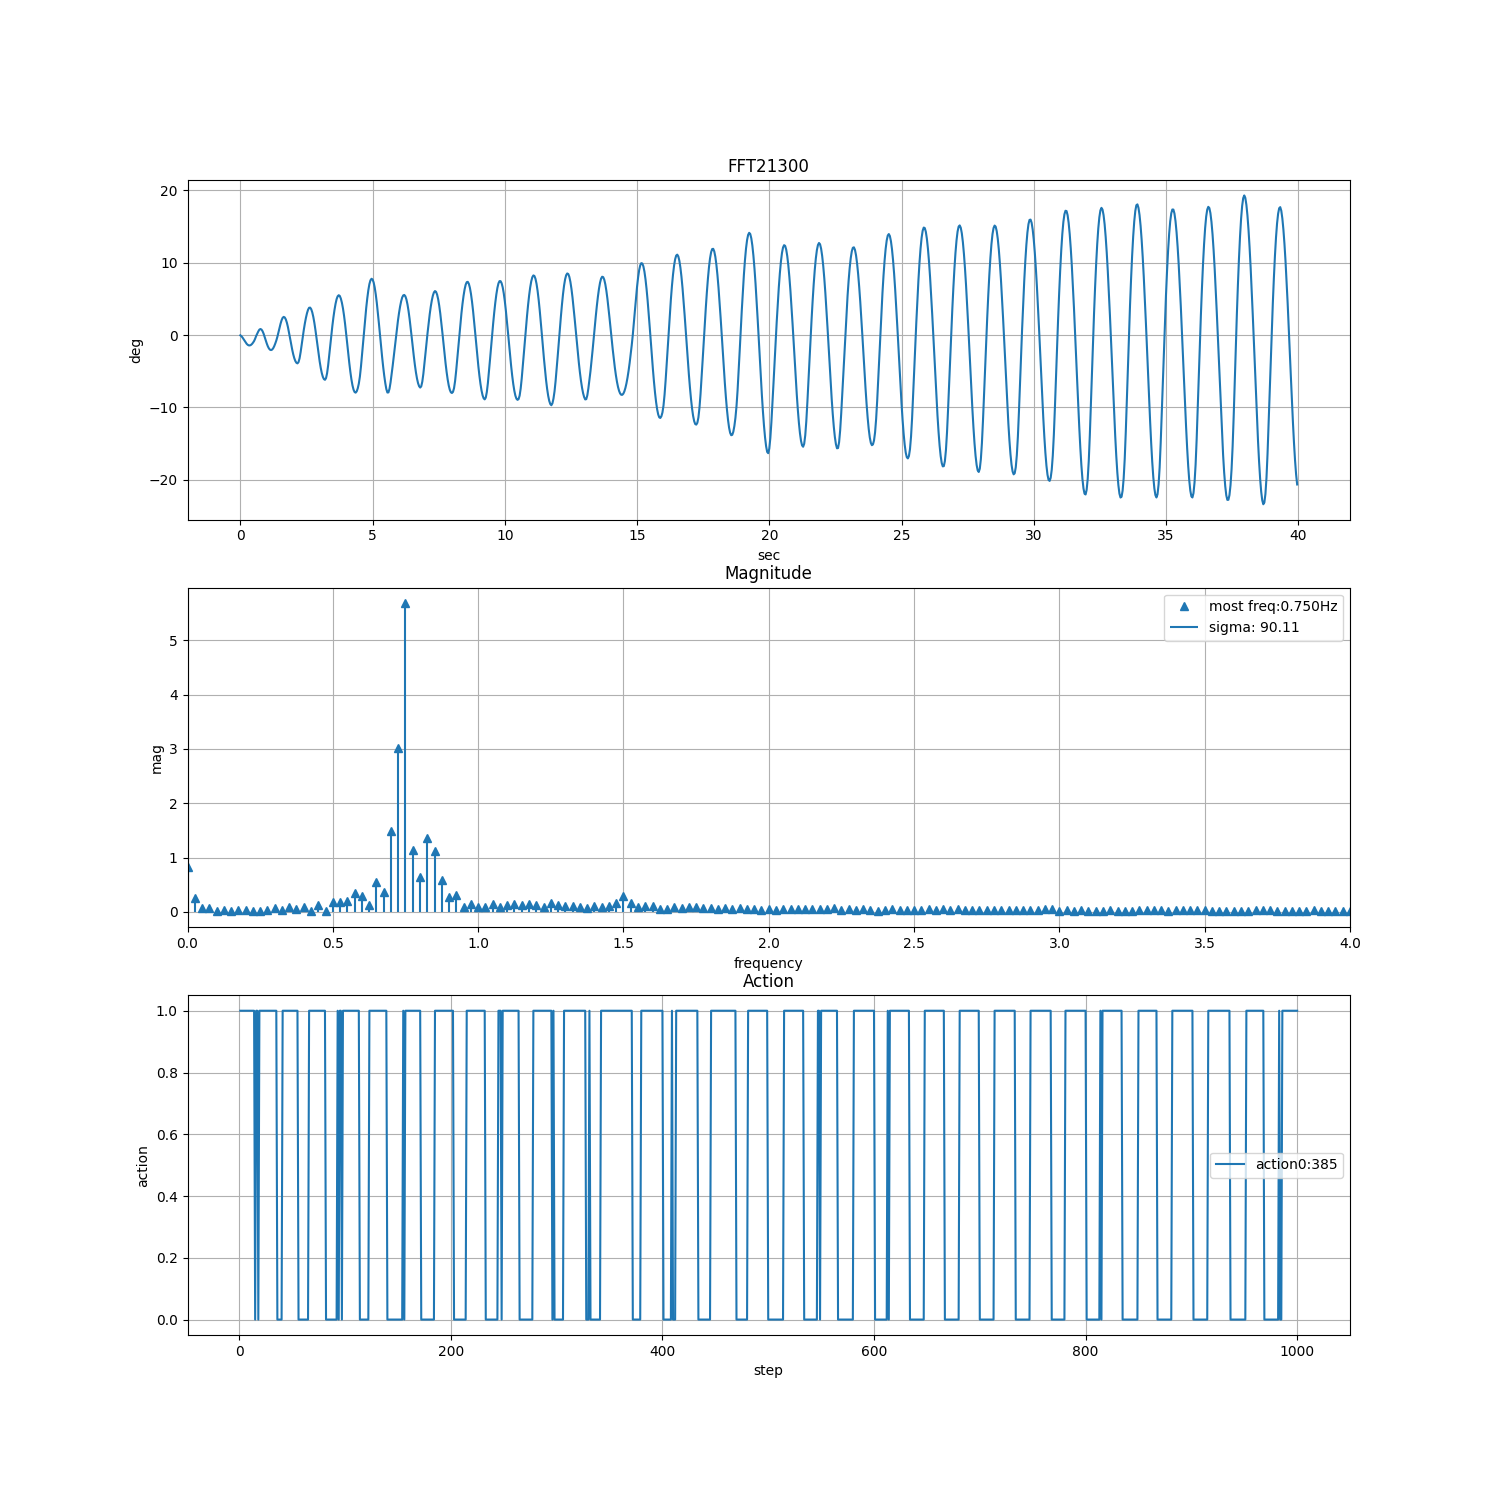 FFT21300
20
10
0
−10
−20
deg
0 5 10 15 20 25 30 35 40
sec
Magnitude
most freq:0.750Hz
sigma: 90.11
5
4
3
2
1
0
mag
0.0 0.5 1.0 1.5 2.0 2.5 3.0 3.5 4.0
frequency
Action
1.0
0.8
0.6
0.4
0.2
0.0
action
action0:385
0 200 400 600 800 1000
step